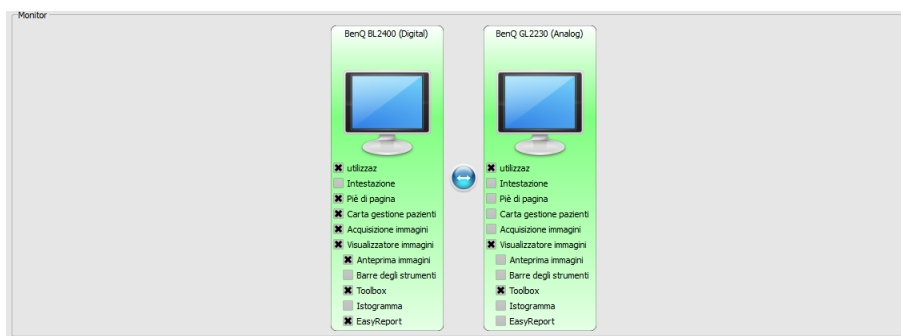 Monitor
BenQ BL2400 (Digital)
utilizzaz
Intestazione
Piè di pagina
Carta gestione pazienti
Acquisizione immagini
Visualizzatore immagini
Anteprima immagini
Barre degli strumenti
Toolbox
Istogramma
EasyReport
BenQ GL2230 (Analog)
utilizzaz
Intestazione
Piè di pagina
Carta gestione pazienti
Acquisizione immagini
Visualizzatore immagini
Anteprima immagini
Barre degli strumenti
Toolbox
Istogramma
EasyReport